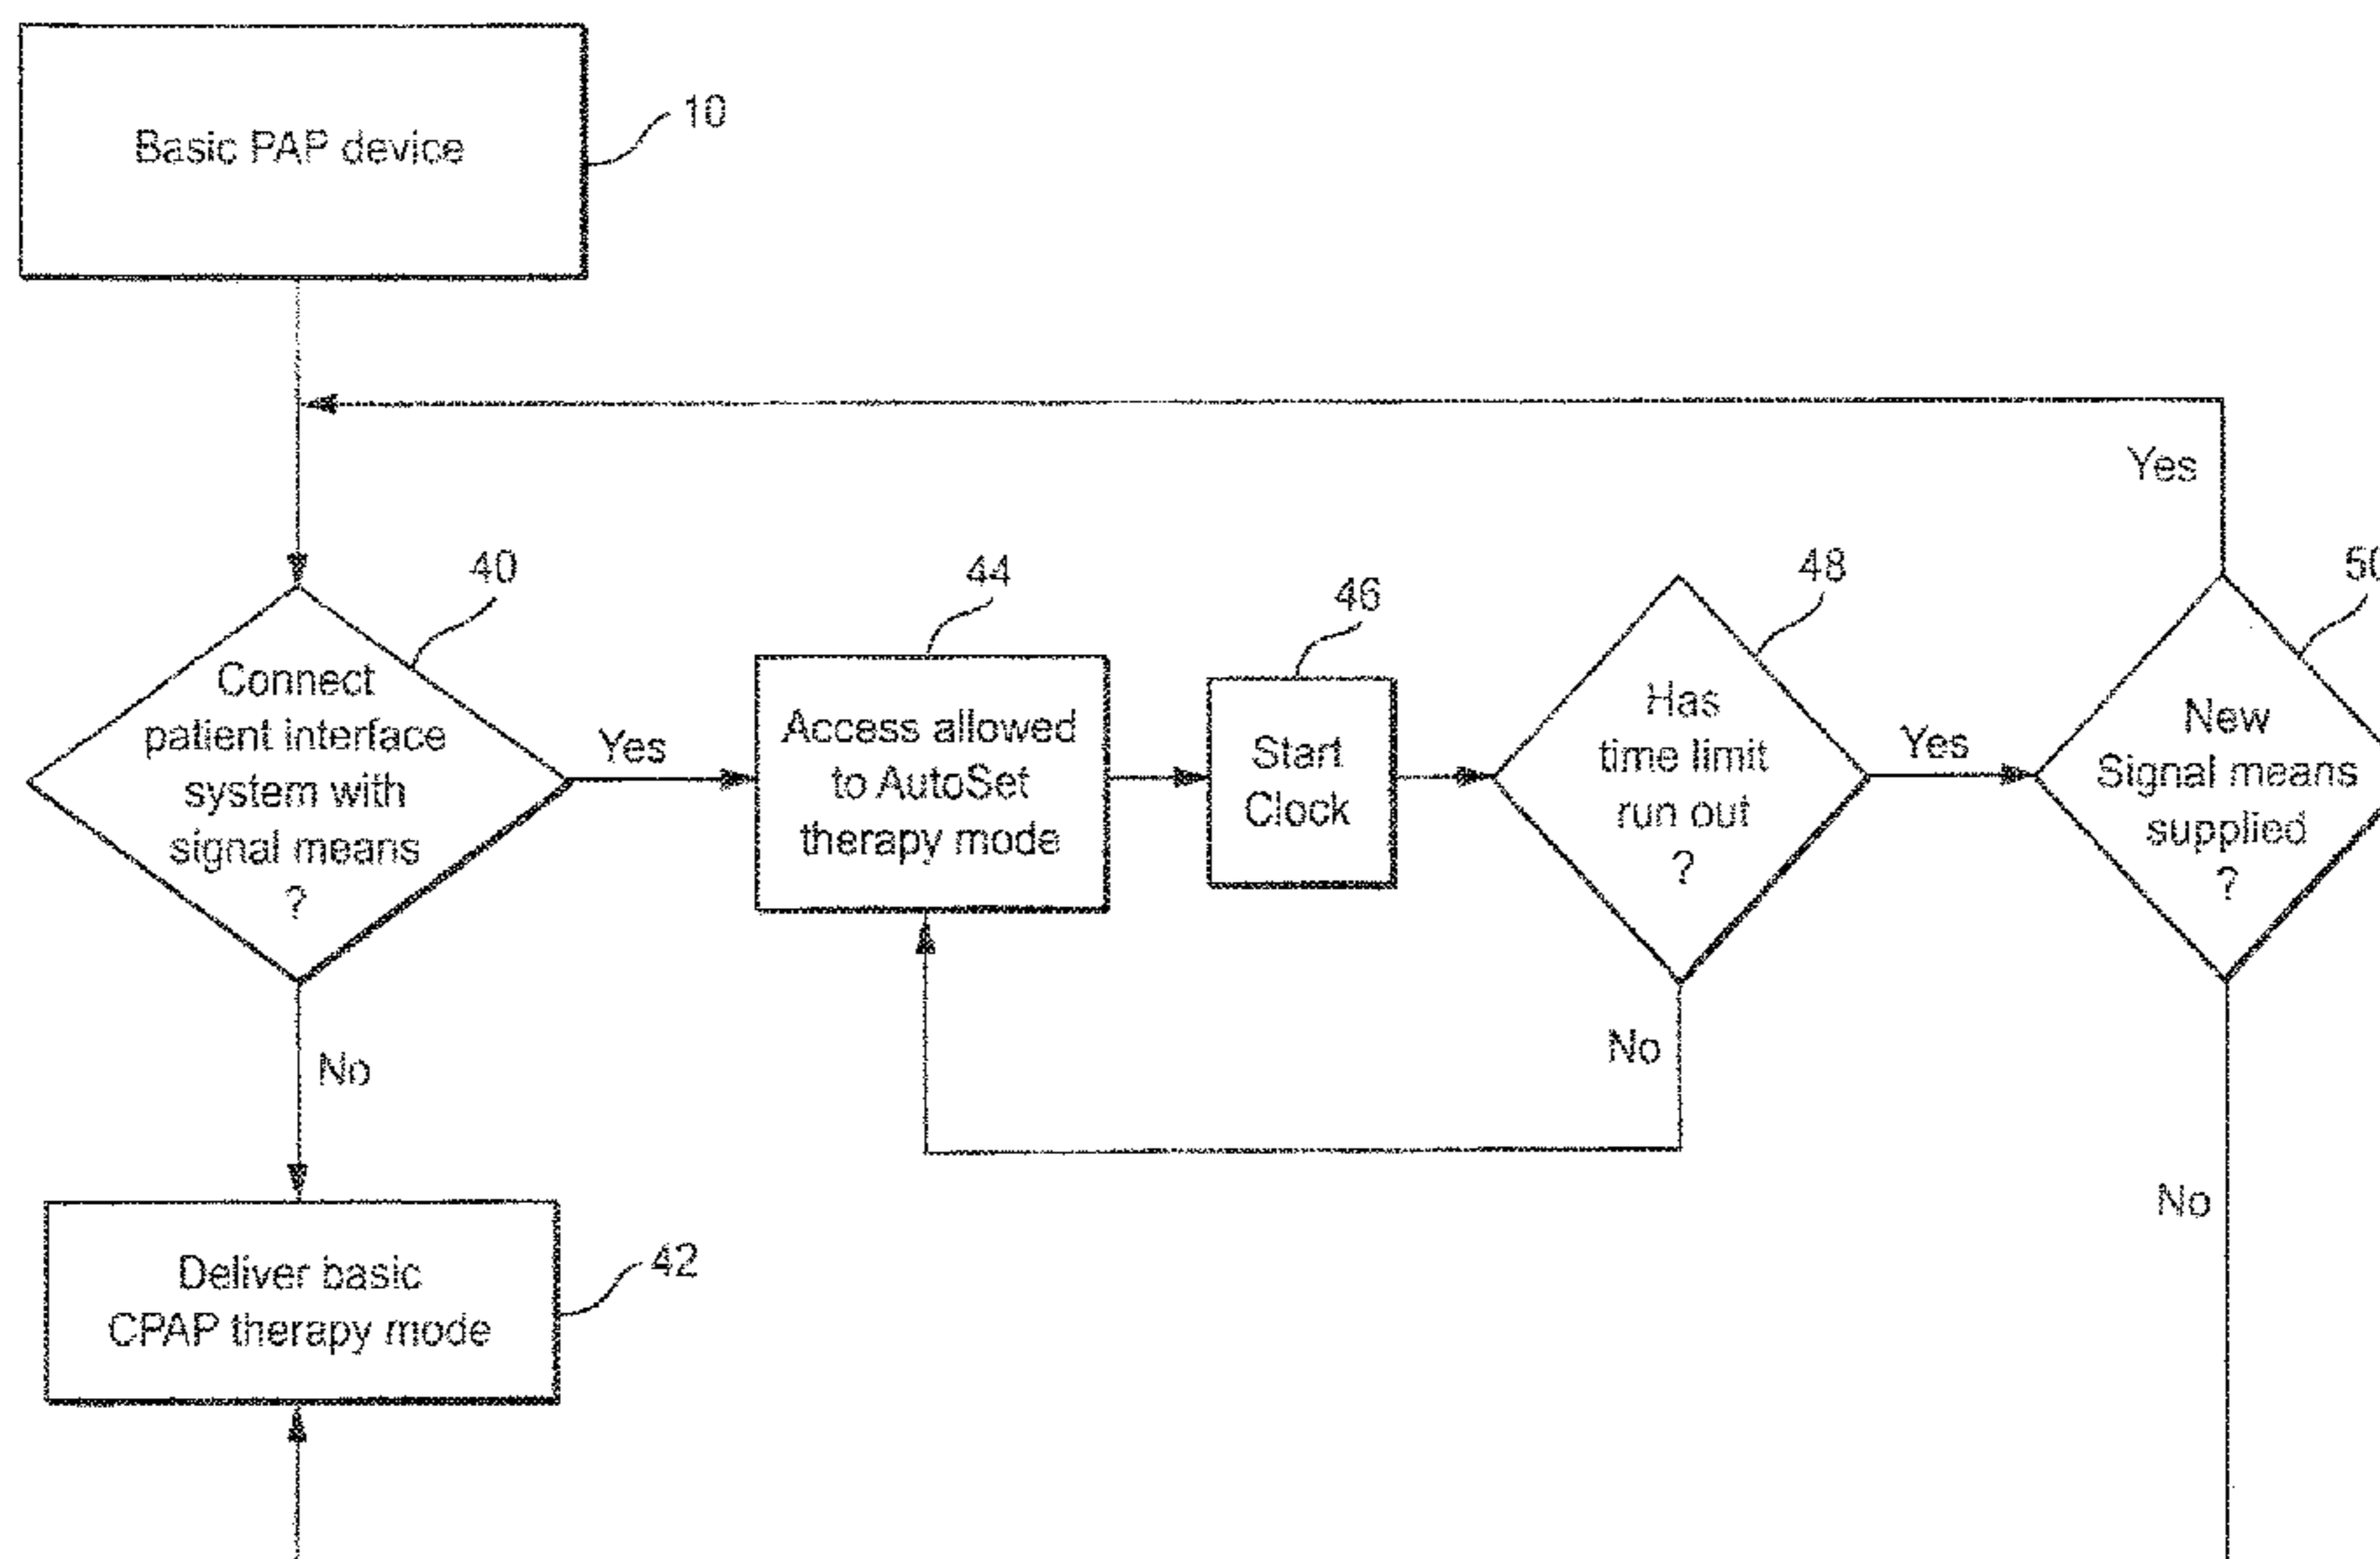 Basic PAP device
10
Yes
40
Connect
patient interface
system with
signal means
?
Yes
No
44
Access allowed
to AutoSet
therapy mode
46
Start
Clock
48
Has
time limit
run out
?
Yes
No
50
New
Signal means
supplied
?
No
Deliver basic
CPAP therapy mode
42